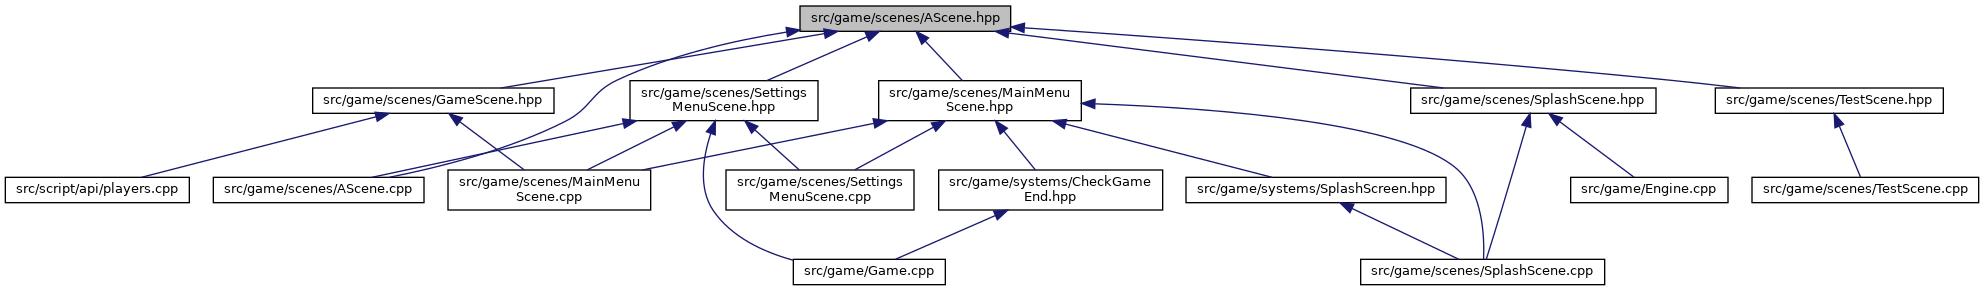 src/game/scenes/AScene.hpp
src/game/scenes/GameScene.hpp
src/game/scenes/Settings
MenuScene.hpp
src/game/scenes/MainMenu
Scene.hpp
src/game/scenes/SplashScene.hpp
src/game/scenes/TestScene.hpp
src/script/api/players.cpp
src/game/scenes/AScene.cpp
src/game/scenes/MainMenu
Scene.cpp
src/game/scenes/Settings
MenuScene.cpp
src/game/systems/CheckGame
End.hpp
src/game/systems/SplashScreen.hpp
src/game/Engine.cpp
src/game/scenes/TestScene.cpp
src/game/Game.cpp
src/game/scenes/SplashScene.cpp